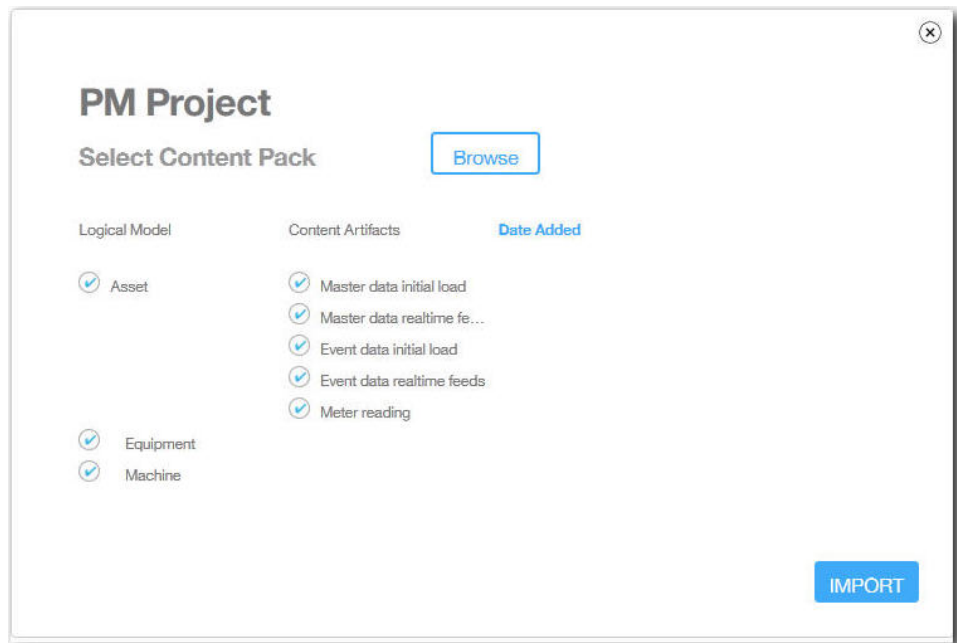 PM Project
Select Content Pack Browse
Logical Model Content Artifacts Date Added
Asset Master data initial load
Master data realtime fe...
Event data initial load
Event data realtime feeds
Meter reading
Equipment
Machine
IMPORT